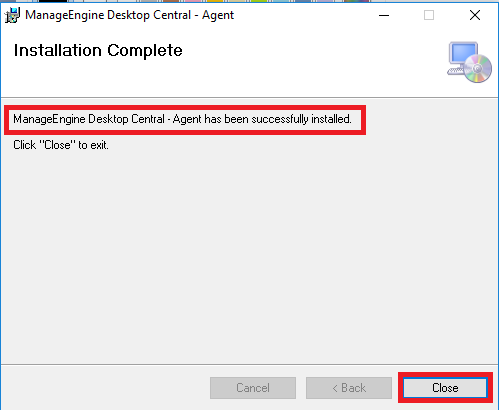 ManageEngine Desktop Central - Agent
Installation Complete
ManageEngine Desktop Central - Agent has been successfully installed.
Click "Close" to exit.
Cancel
< Back
Close